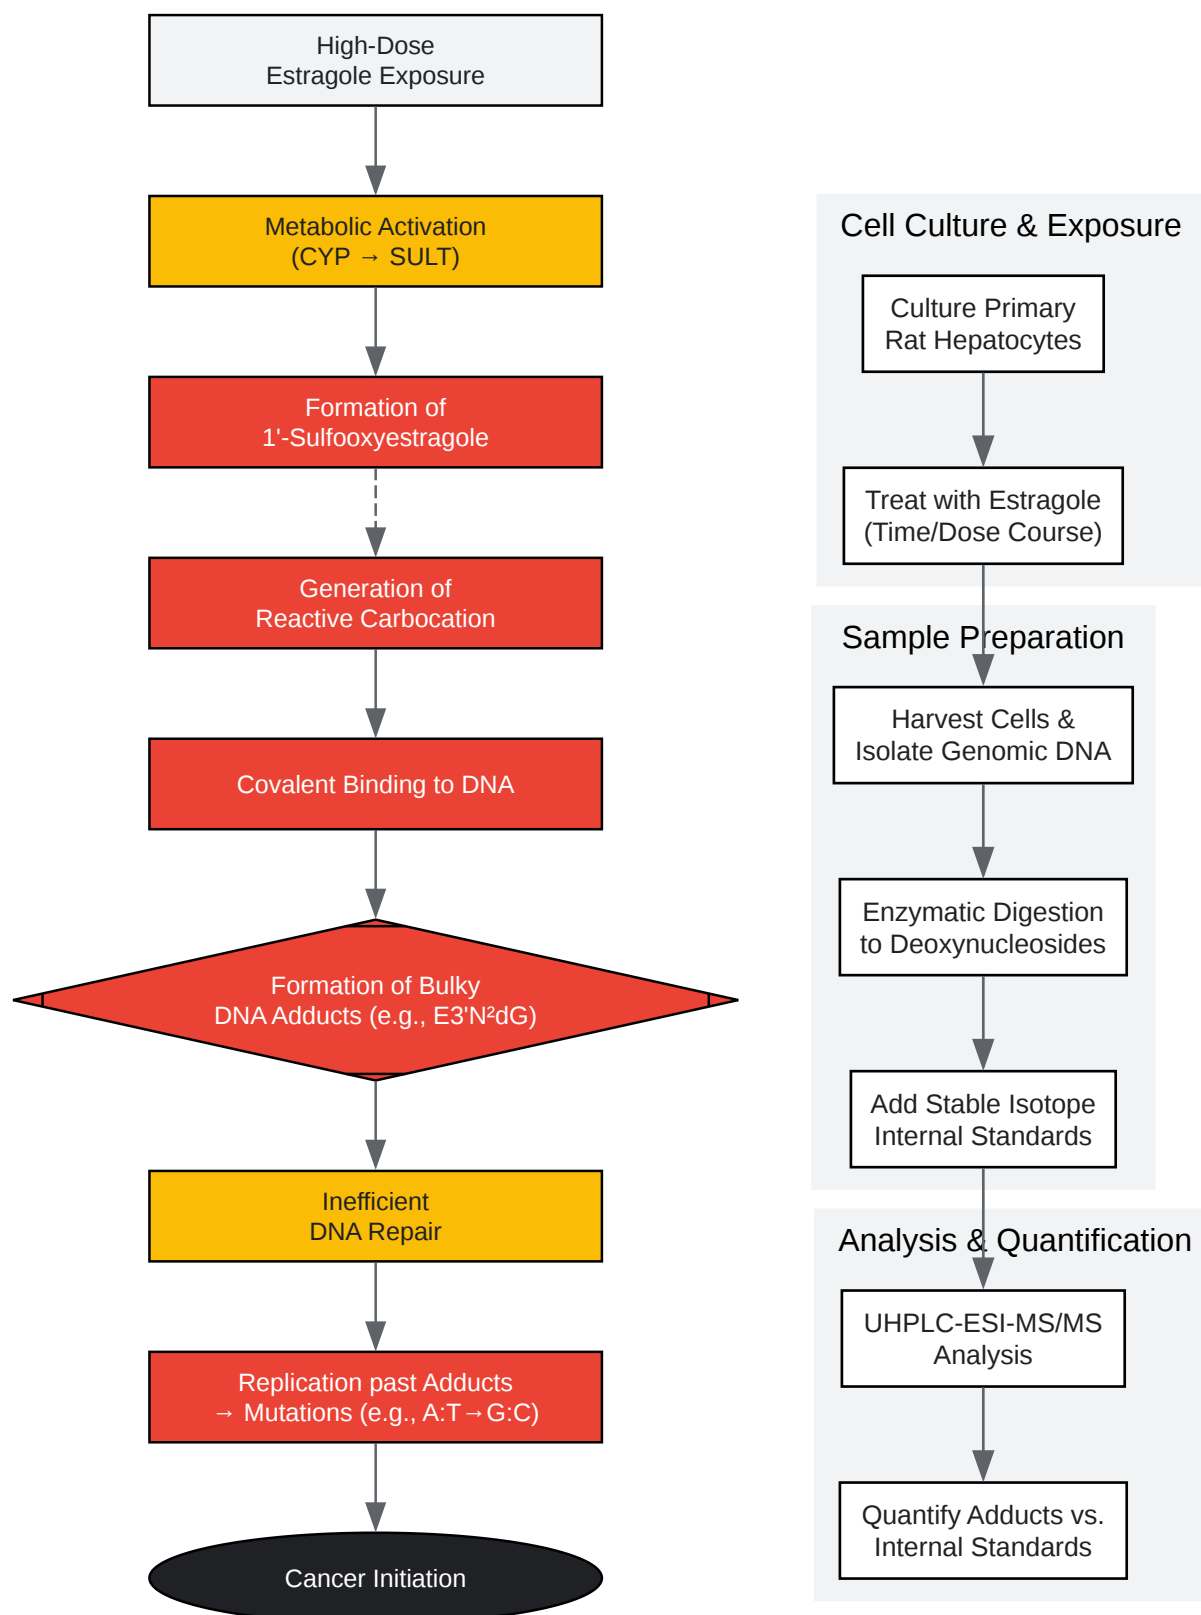 High-Dose
Estragole Exposure
Metabolic Activation
(CYP → SULT)
Formation of
1'-Sulfooxyestragole
Generation of
Reactive Carbocation
Covalent Binding to DNA
Formation of Bulky
DNA Adducts (e.g., E3'N²dG)
Inefficient
DNA Repair
Replication past Adducts
→ Mutations (e.g., A:T→G:C)
Cancer Initiation
Cell Culture & Exposure
Culture Primary
Rat Hepatocytes
Treat with Estragole
(Time/Dose Course)
Sample Preparation
Harvest Cells &
Isolate Genomic DNA
Enzymatic Digestion
to Deoxynucleosides
Add Stable Isotope
Internal Standards
Analysis & Quantification
UHPLC-ESI-MS/MS
Analysis
Quantify Adducts vs.
Internal Standards